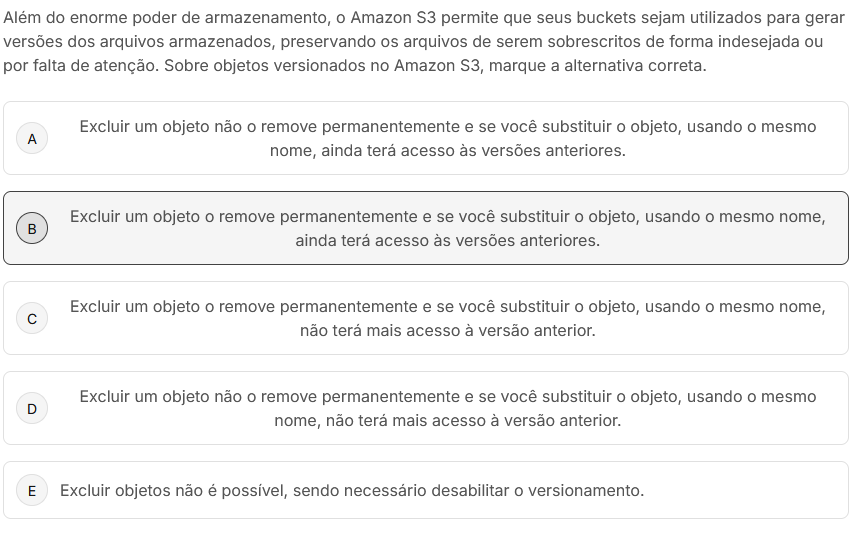 Além do enorme poder de armazenamento, o Amazon S3 permite que seus buckets sejam utilizados para gerar
versões dos arquivos armazenados, preservando os arquivos de serem sobrescritos de forma indesejada ou
por falta de atenção. Sobre objetos versionados no Amazon S3, marque a alternativa correta.
A
Excluir um objeto não o remove permanentemente e se você substituir o objeto, usando o mesmo
nome, ainda terá acesso às versões anteriores.
B
Excluir um objeto o remove permanentemente e se você substituir o objeto, usando o mesmo nome,
ainda terá acesso às versões anteriores.
C
Excluir um objeto o remove permanentemente e se você substituir o objeto, usando o mesmo nome,
não terá mais acesso à versão anterior.
D
Excluir um objeto não o remove permanentemente e se você substituir o objeto, usando o mesmo
nome, não terá mais acesso à versão anterior.
E
Excluir objetos não é possível, sendo necessário desabilitar o versionamento.